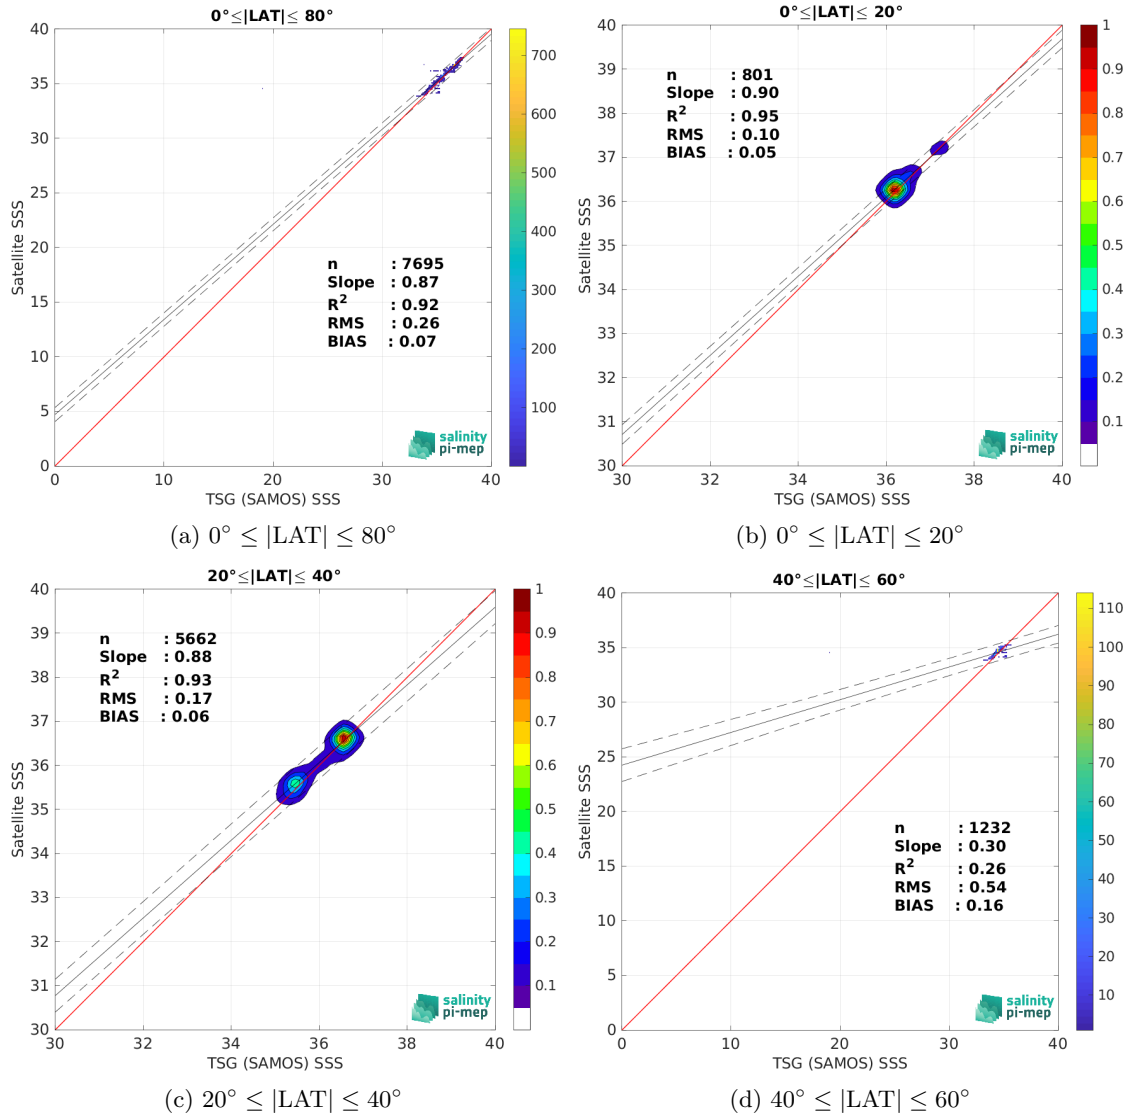 0°≤|LAT|≤ 80°
40
35
30
25
20
15
10
5
0
Satellite SSS
n : 7695
Slope : 0.87
R² : 0.92
RMS : 0.26
BIAS : 0.07
salinity
pi-mep
0 10 20 30 40
TSG (SAMOS) SSS
700
600
500
400
300
200
100
(a) 0° ≤ |LAT| ≤ 80°
0°≤|LAT|≤ 20°
40
39
38
37
36
35
34
33
32
31
30
Satellite SSS
n : 801
Slope : 0.90
R² : 0.95
RMS : 0.10
BIAS : 0.05
salinity
pi-mep
30 32 34 36 38 40
TSG (SAMOS) SSS
1
0.9
0.8
0.7
0.6
0.5
0.4
0.3
0.2
0.1
(b) 0° ≤ |LAT| ≤ 20°
20°≤|LAT|≤ 40°
40
39
38
37
36
35
34
33
32
31
30
Satellite SSS
n : 5662
Slope : 0.88
R² : 0.93
RMS : 0.17
BIAS : 0.06
salinity
pi-mep
30 32 34 36 38 40
TSG (SAMOS) SSS
1
0.9
0.8
0.7
0.6
0.5
0.4
0.3
0.2
0.1
(c) 20° ≤ |LAT| ≤ 40°
40°≤|LAT|≤ 60°
40
35
30
25
20
15
10
5
0
Satellite SSS
n : 1232
Slope : 0.30
R² : 0.26
RMS : 0.54
BIAS : 0.16
salinity
pi-mep
0 10 20 30 40
TSG (SAMOS) SSS
110
100
90
80
70
60
50
40
30
20
10
(d) 40° ≤ |LAT| ≤ 60°